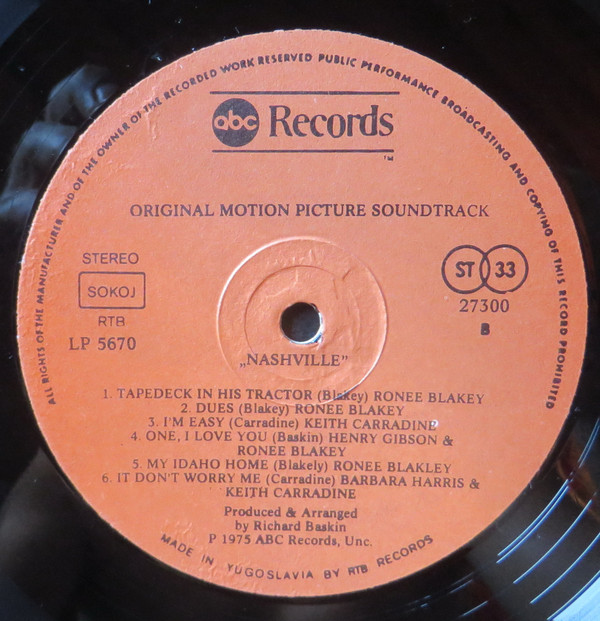 ALL RIGHTS OF THE MANUFACTURER AND OF THE OWNER OF THE RECORDED WORK RESERVED PUBLIC PERFORMANCE BROADCASTING AND COPYING OF THIS RECORD PROHIBITED
abc Records
TM
ORIGINAL MOTION PICTURE SOUNDTRACK
STEREO
SOKOJ
RTB
LP 5670
ST 33
27300
B
„NASHVILLE”
1. TAPEDECK IN HIS TRACTOR (Blakey) RONEE BLAKEY
2. DUES (Blakey) RONEE BLAKEY
3. I'M EASY (Carradine) KEITH CARRADINE
4. ONE, I LOVE YOU (Baskin) HENRY GIBSON &
RONEE BLAKEY
5. MY IDAHO HOME (Blakely) RONEE BLAKLEY
6. IT DON'T WORRY ME (Carradine) BARBARA HARRIS &
KEITH CARRADINE
Produced & Arranged
by Richard Baskin
P 1975 ABC Records, Unc.
MADE IN YUGOSLAVIA BY RTB RECORDS